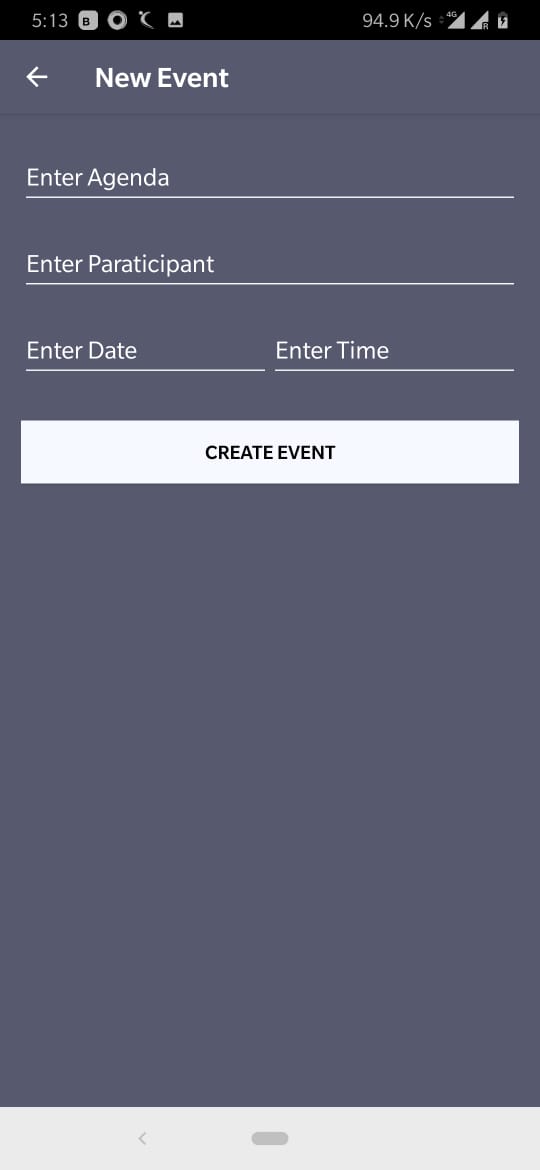 5:13 B 94.9 K/s 4G R
New Event
Enter Agenda
Enter Paraticipant
Enter Date Enter Time
CREATE EVENT